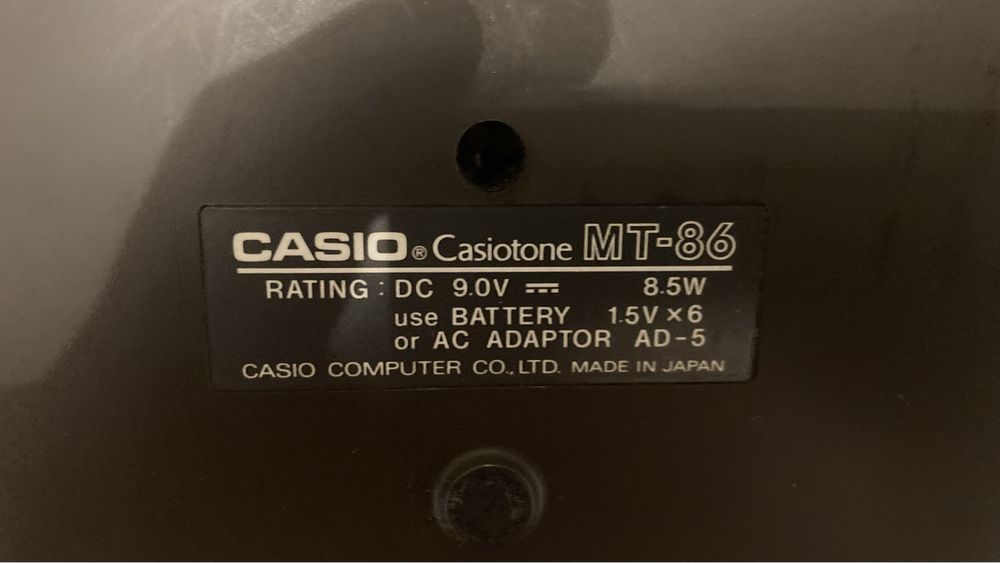 CASIO® Casiotone MT-86
RATING : DC 9.0V ⎓ 8.5W
use BATTERY 1.5V×6
or AC ADAPTOR AD-5
CASIO COMPUTER CO., LTD. MADE IN JAPAN